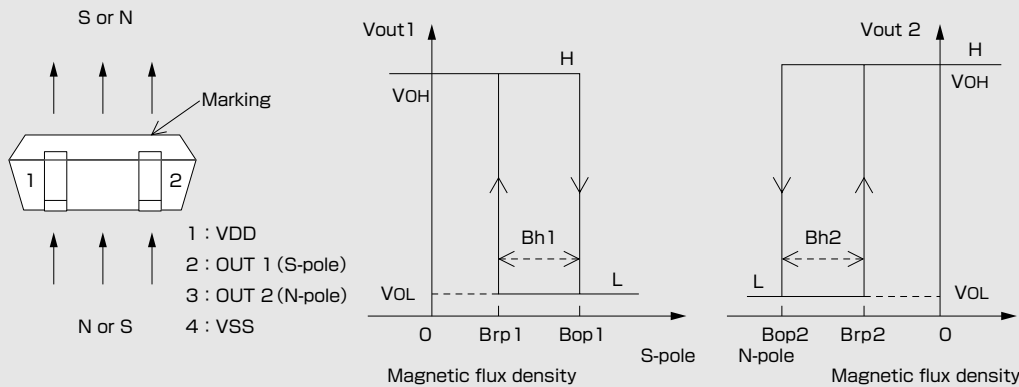 S or N
Marking
1
2
1 : VDD
2 : OUT 1 (S-pole)
3 : OUT 2 (N-pole)
4 : VSS
N or S
Vout1
H
VOH
Bh1
L
VOL
0
Brp1
Bop1
S-pole
Magnetic flux density
Vout 2
H
VOH
Bh2
L
VOL
Bop2
Brp2
0
N-pole
Magnetic flux density